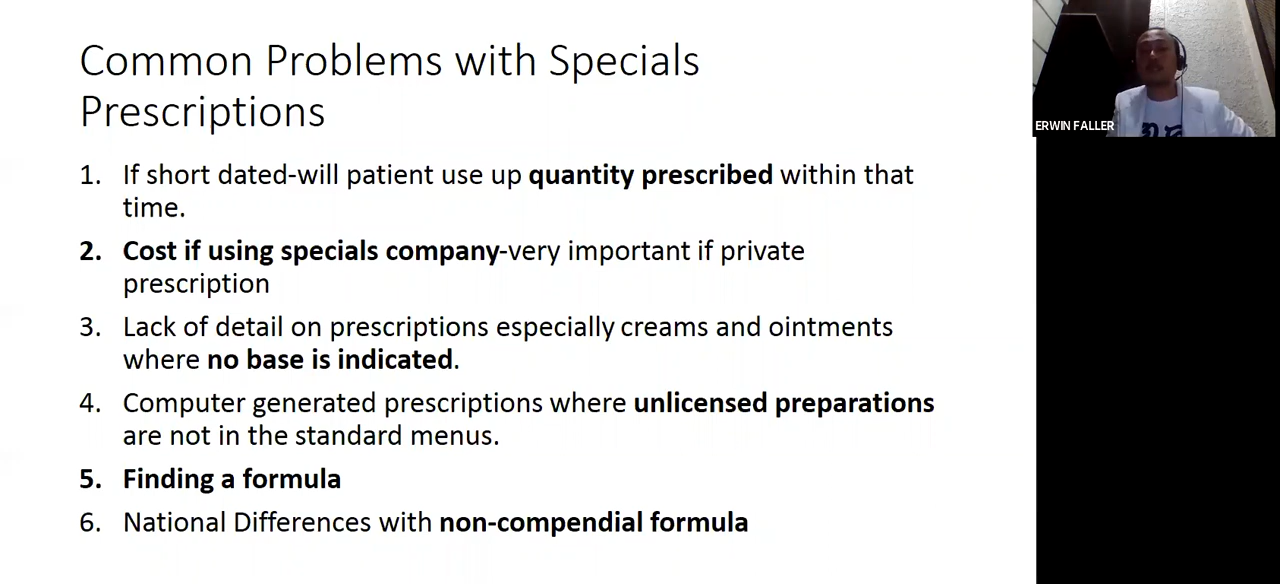 Common Problems with Specials
Prescriptions
1. If short dated-will patient use up quantity prescribed within that
time.
2. Cost if using specials company-very important if private
prescription
3. Lack of detail on prescriptions especially creams and ointments
where no base is indicated.
4. Computer generated prescriptions where unlicensed preparations
are not in the standard menus.
5. Finding a formula
6. National Differences with non-compendial formula
ERWIN FALLER